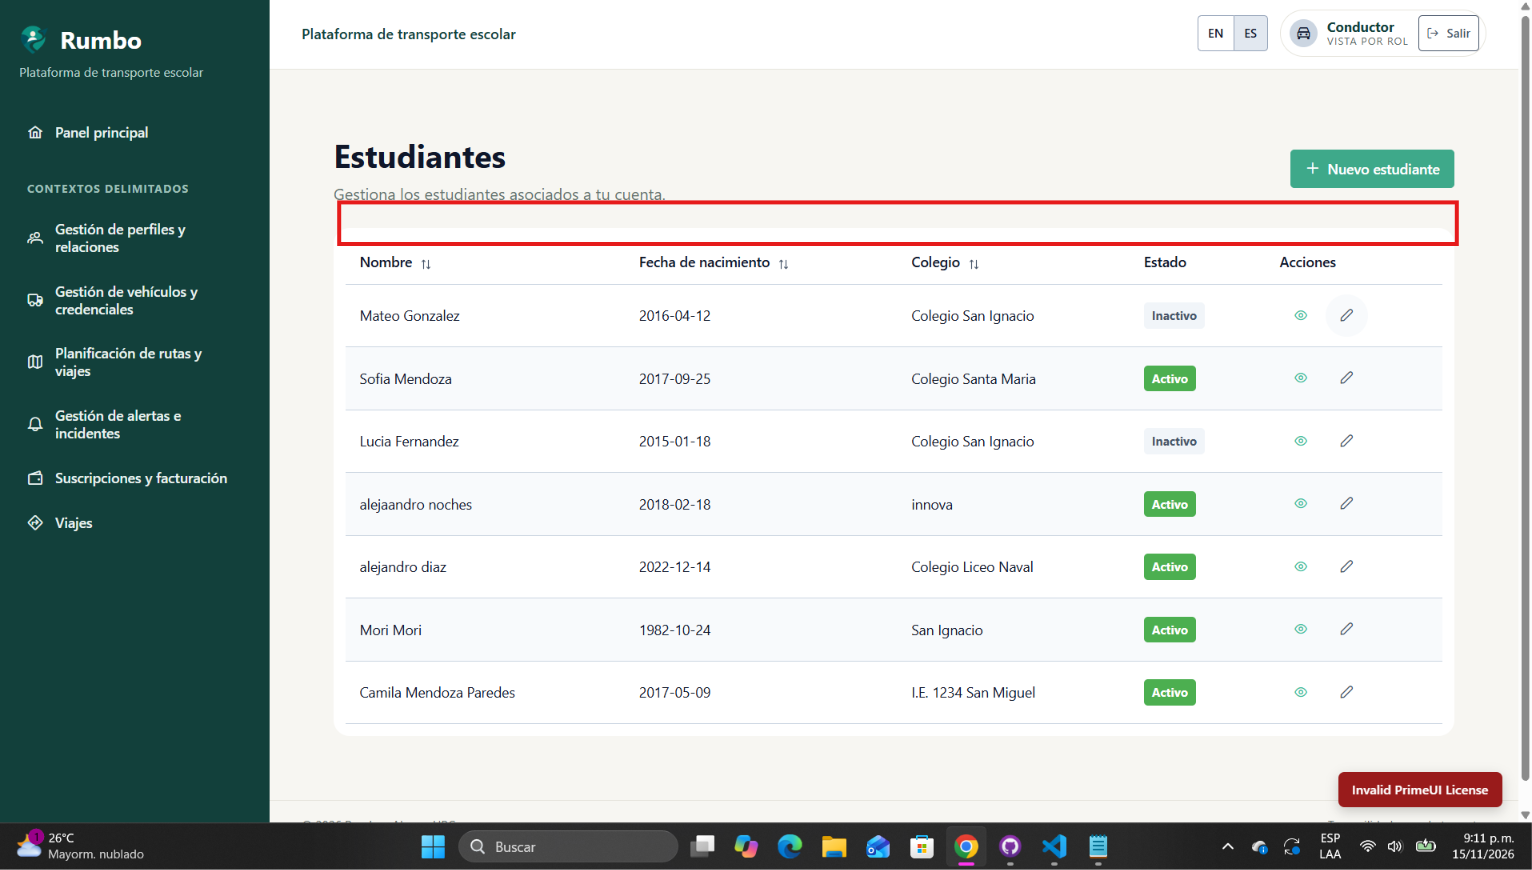 Rumbo
Plataforma de transporte escolar
Panel principal
CONTEXTOS DELIMITADOS
Gestión de perfiles y
relaciones
Gestión de vehículos y
credenciales
Planificación de rutas y
viajes
Gestión de alertas e
incidentes
Suscripciones y facturación
Viajes
Plataforma de transporte escolar
EN ES
Conductor
VISTA POR ROL
Salir
Estudiantes
Gestiona los estudiantes asociados a tu cuenta.
+ Nuevo estudiante
Nombre Fecha de nacimiento Colegio Estado Acciones
Mateo Gonzalez 2016-04-12 Colegio San Ignacio Inactivo
Sofia Mendoza 2017-09-25 Colegio Santa Maria Activo
Lucia Fernandez 2015-01-18 Colegio San Ignacio Inactivo
alejaandro noches 2018-02-18 innova Activo
alejandro diaz 2022-12-14 Colegio Liceo Naval Activo
Mori Mori 1982-10-24 San Ignacio Activo
Camila Mendoza Paredes 2017-05-09 I.E. 1234 San Miguel Activo
Invalid PrimeUI License
1
26°C
Mayorm. nublado
Buscar
ESP
LAA
9:11 p.m.
15/11/2026